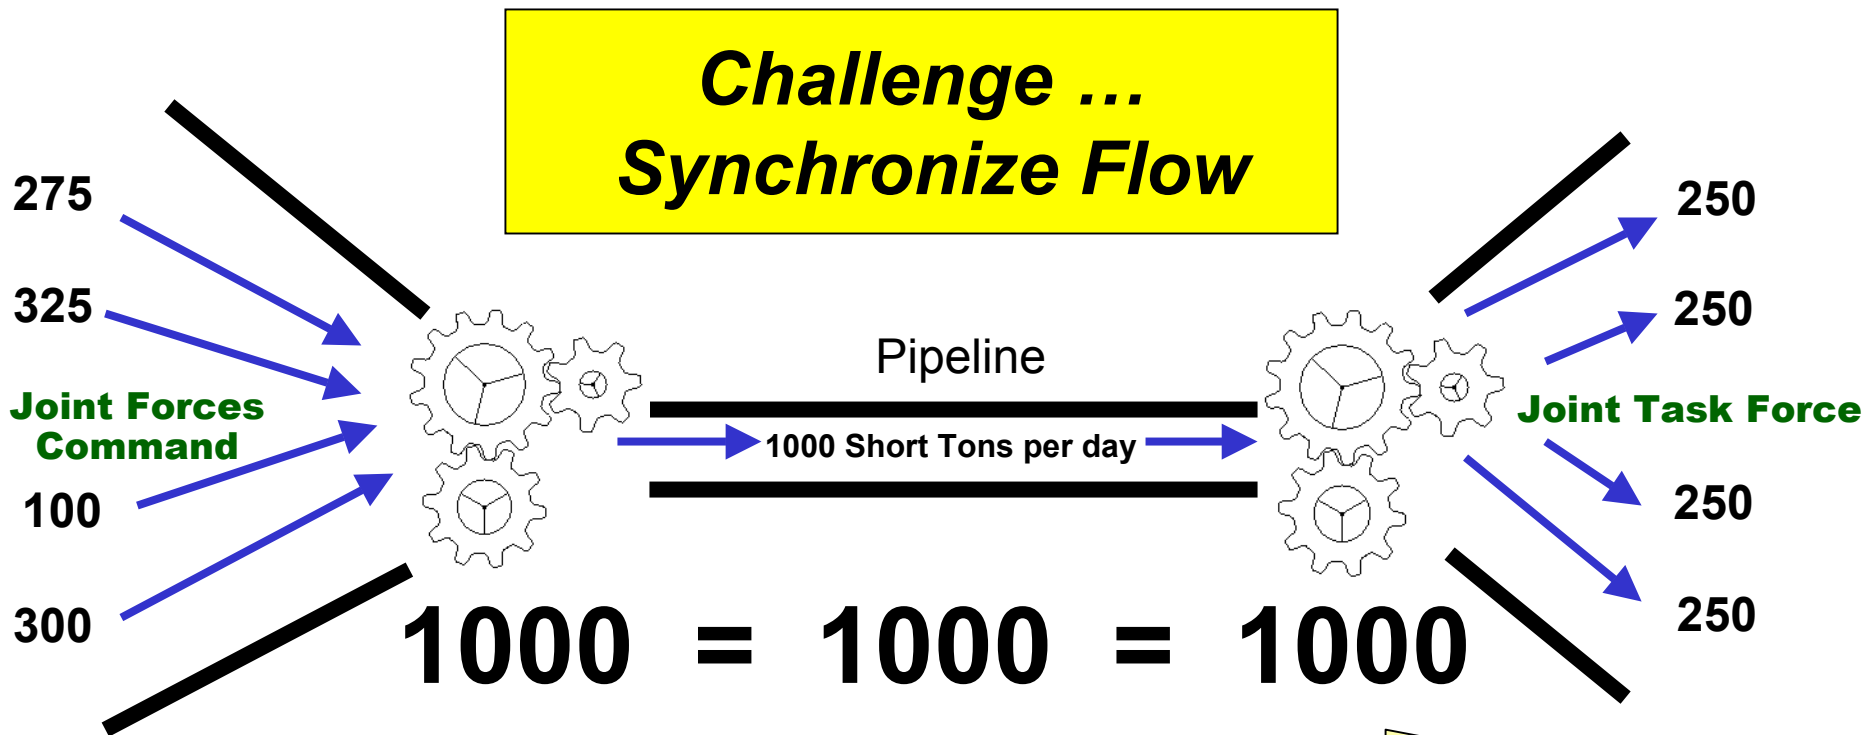 Challenge …
Synchronize Flow
275
325
Joint Forces
Command
100
300
Pipeline
1000 Short Tons per day
250
250
Joint Task Force
250
250
1000 = 1000 = 1000